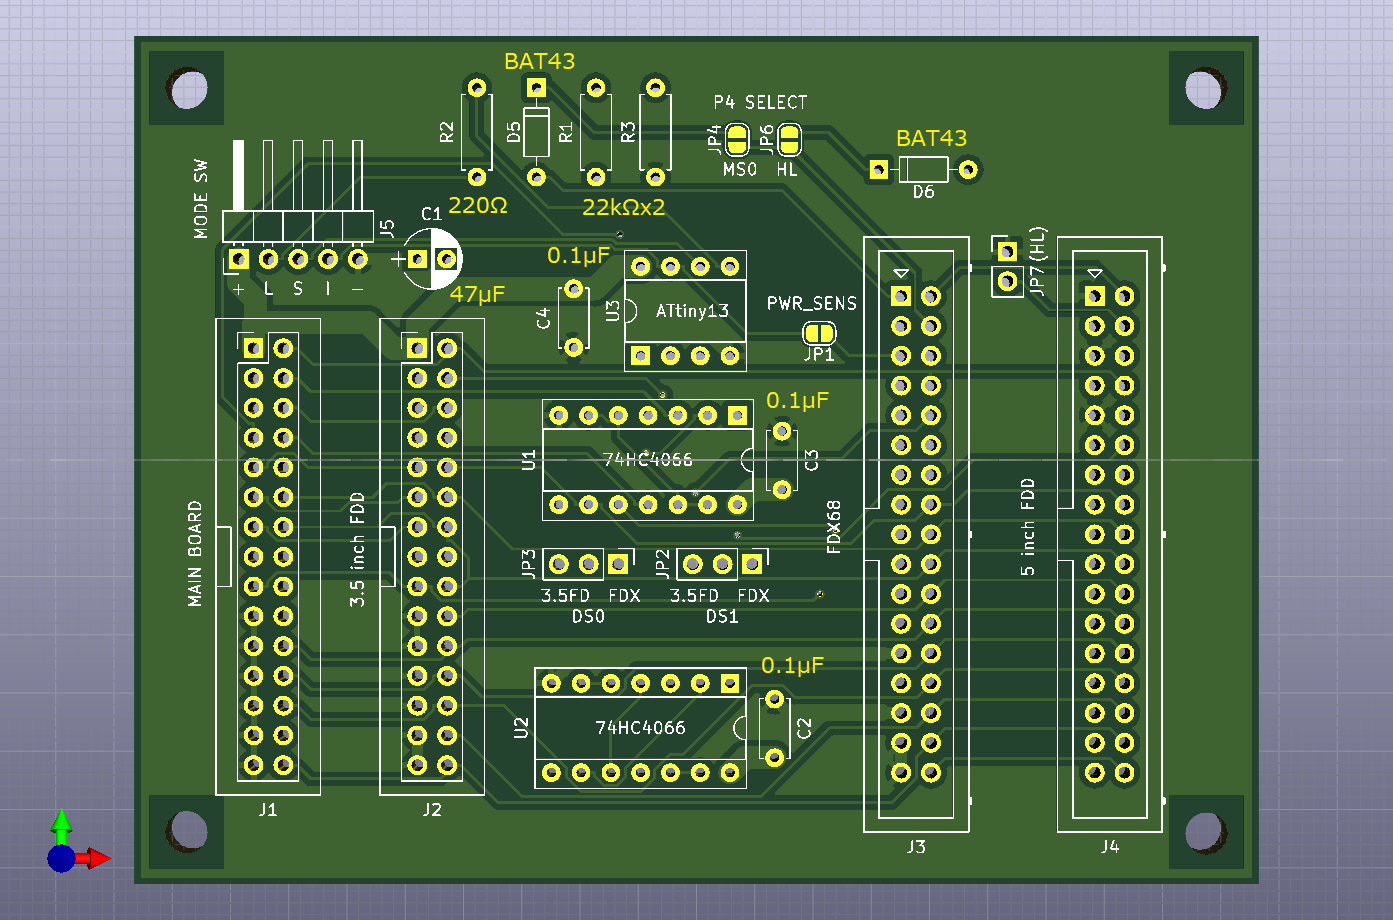 BAT43
P4 SELECT
R2
D5
R1
R3
JP4
JP6
BAT43
MS0
HL
D6
MODE SW
220Ω
22kΩx2
C1
J5
+
+
L
S
I
−
47µF
0.1µF
C4
U3
ATtiny13
PWR_SENS
JP1
JP7(HL)
0.1µF
U1
74HC4066
C3
MAIN BOARD
3.5 inch FDD
FDX68
5 inch FDD
JP3
JP2
3.5FD
FDX
3.5FD
FDX
DS0
DS1
0.1µF
U2
74HC4066
C2
J1
J2
J3
J4